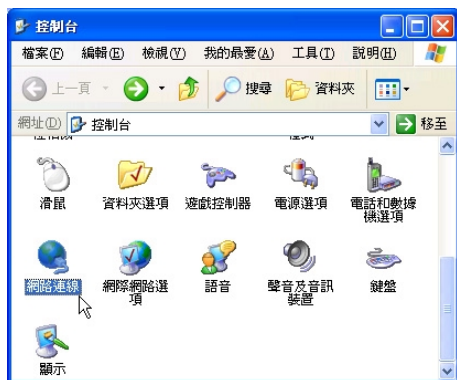 控制台
檔案(F) 編輯(E) 檢視(V) 我的最愛(A) 工具(T) 說明(H)
上一頁 搜尋 資料夾
網址(D) 控制台 移至
滑鼠 資料夾選項 遊戲控制器 電源選項 電話和數據
機選項
網路連線 網際網路選 語音 聲音及音訊 鍵盤
項 裝置
顯示